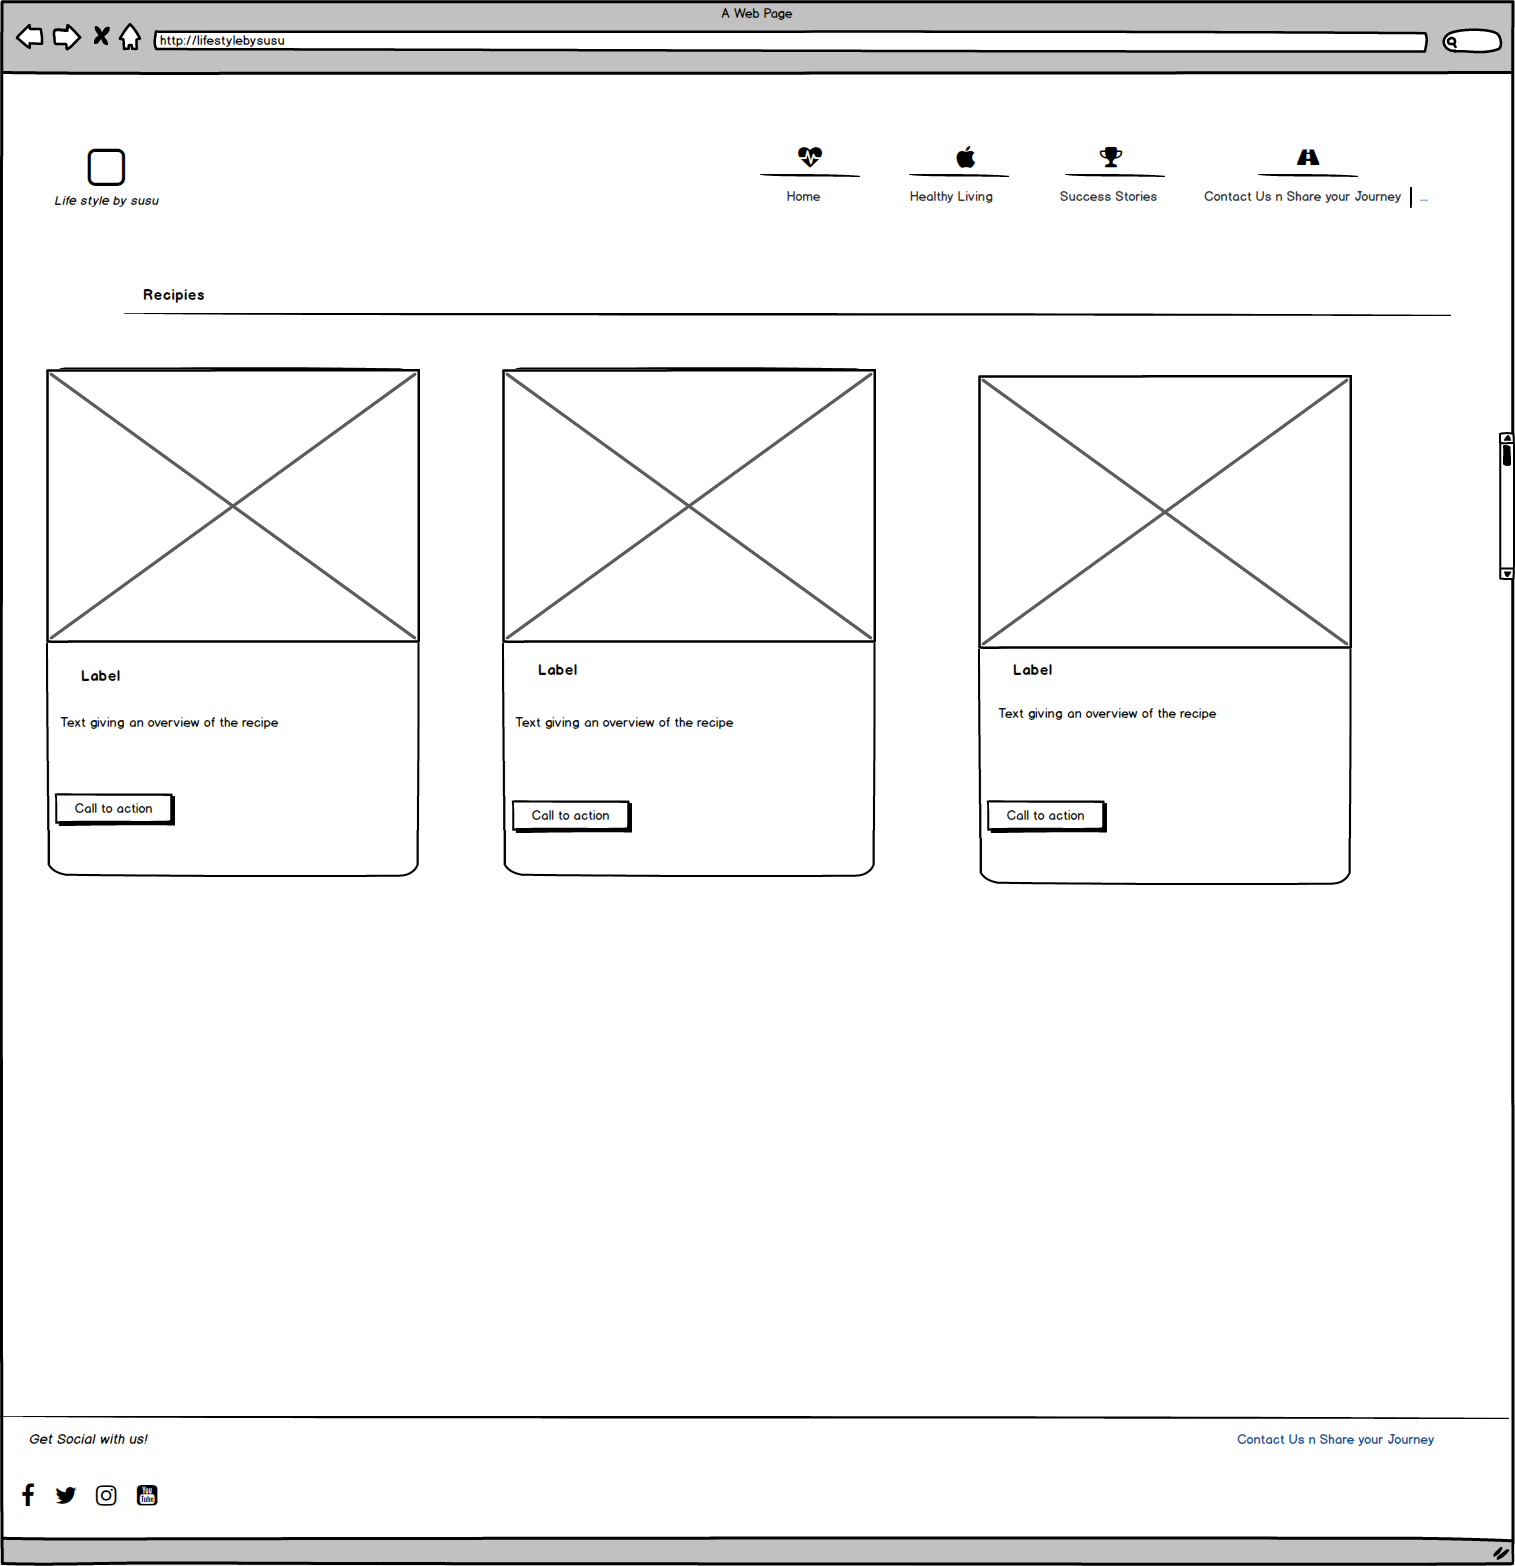 A Web Page
http://lifestylebysusu
Life style by susu
Home
Healthy Living
Success Stories
Contact Us n Share your Journey
...
Recipies
Label
Text giving an overview of the recipe
Call to action
Label
Text giving an overview of the recipe
Call to action
Label
Text giving an overview of the recipe
Call to action
Get Social with us!
Contact Us n Share your Journey
You
Tube